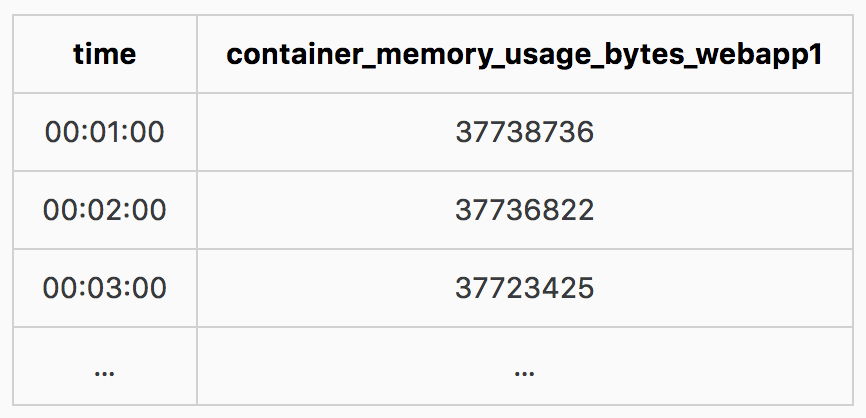 time container_memory_usage_bytes_webapp1
00:01:00 37738736
00:02:00 37736822
00:03:00 37723425
... ...